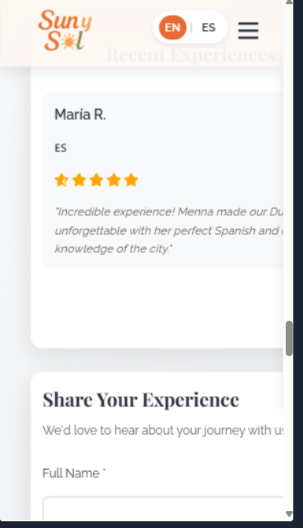 Suny
Sol
EN | ES
Recent Experiences
María R.
ES
"Incredible experience! Menna made our Du
unforgettable with her perfect Spanish and
knowledge of the city."
Share Your Experience
We'd love to hear about your journey with us
Full Name *